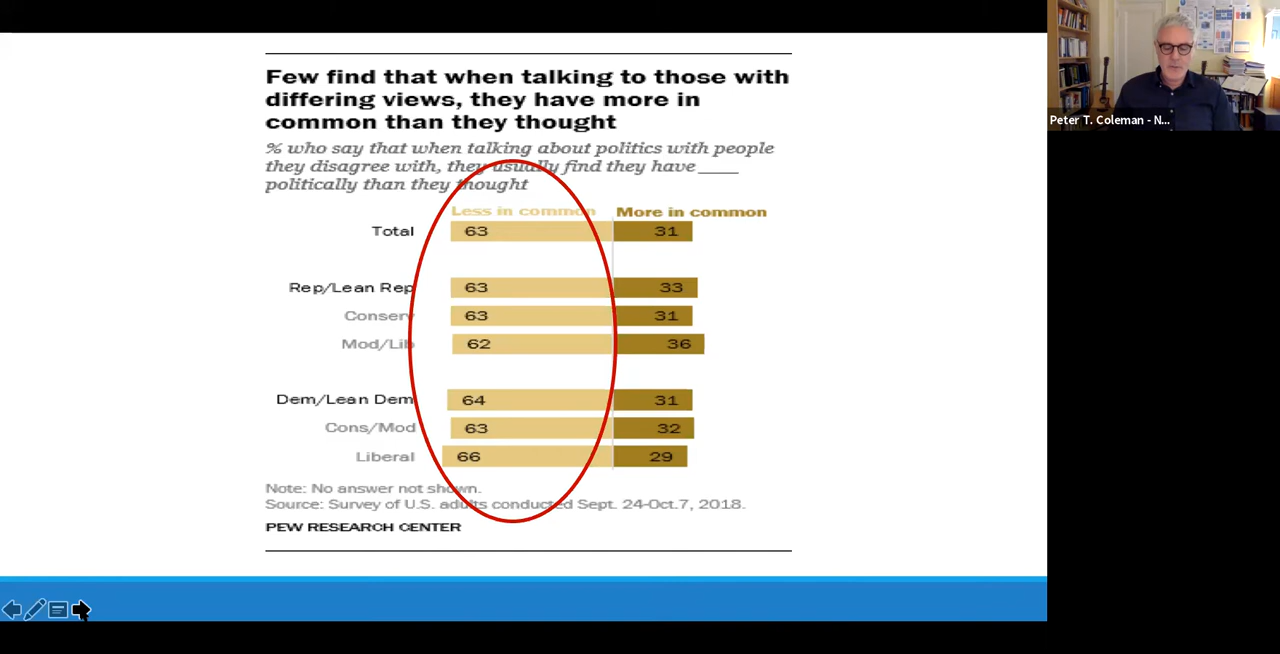 Few find that when talking to those with
differing views, they have more in
common than they thought
% who say that when talking about politics with people
they disagree with, they usually find they have ____
politically than they thought
Less in common More in common
Total 63 31
Rep/Lean Rep 63 33
Conserv 63 31
Mod/Lib 62 36
Dem/Lean Dem 64 31
Cons/Mod 63 32
Liberal 66 29
Note: No answer not shown.
Source: Survey of U.S. adults conducted Sept. 24-Oct.7, 2018.
PEW RESEARCH CENTER
Peter T. Coleman - N...